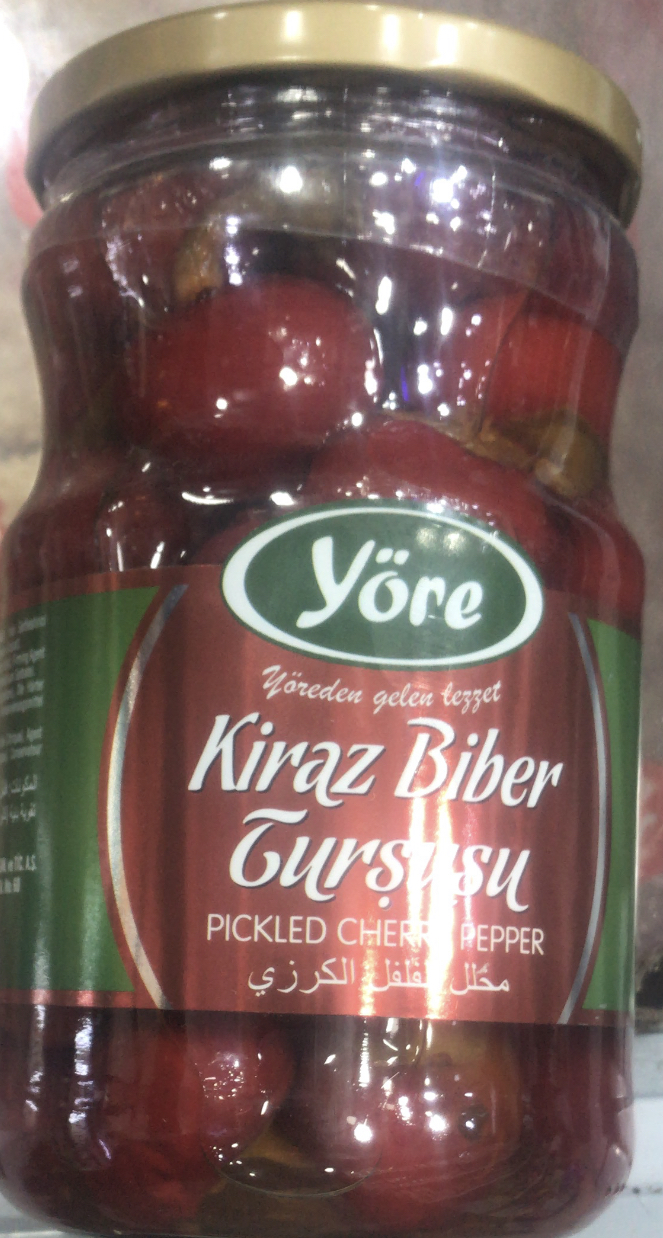 Yöre
Yöreden gelen lezzet
Kiraz Biber
Turşusu
PICKLED CHERRY PEPPER
مخلل الفلفل الكرزي